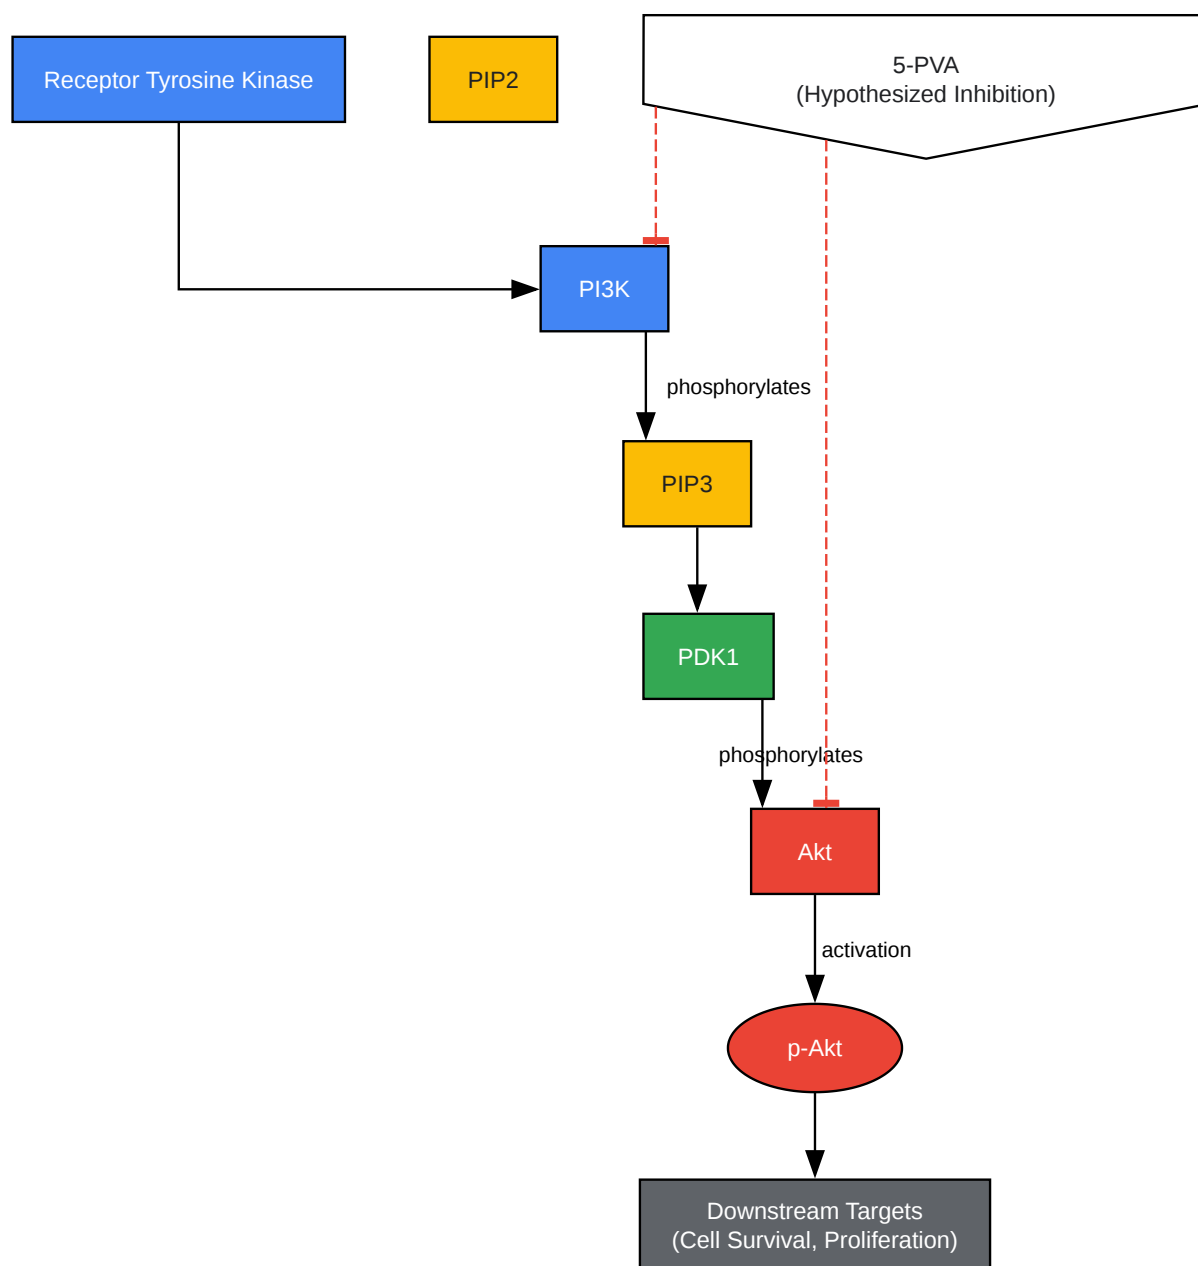 Receptor Tyrosine Kinase
PIP2
5-PVA
(Hypothesized Inhibition)
PI3K
phosphorylates
PIP3
PDK1
phosphorylates
Akt
activation
p-Akt
Downstream Targets
(Cell Survival, Proliferation)